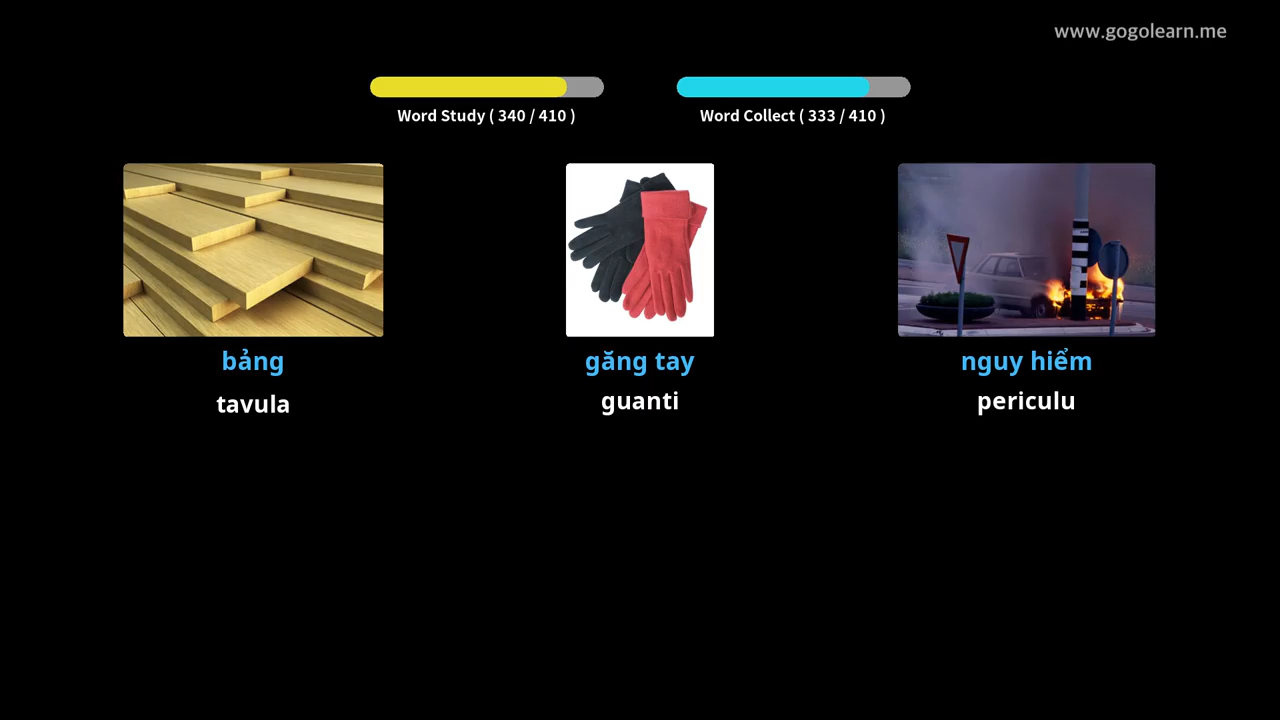 www.gogolearn.me
Word Study ( 340 / 410 )
Word Collect ( 333 / 410 )
bảng
găng tay
nguy hiểm
tavula
guanti
periculu